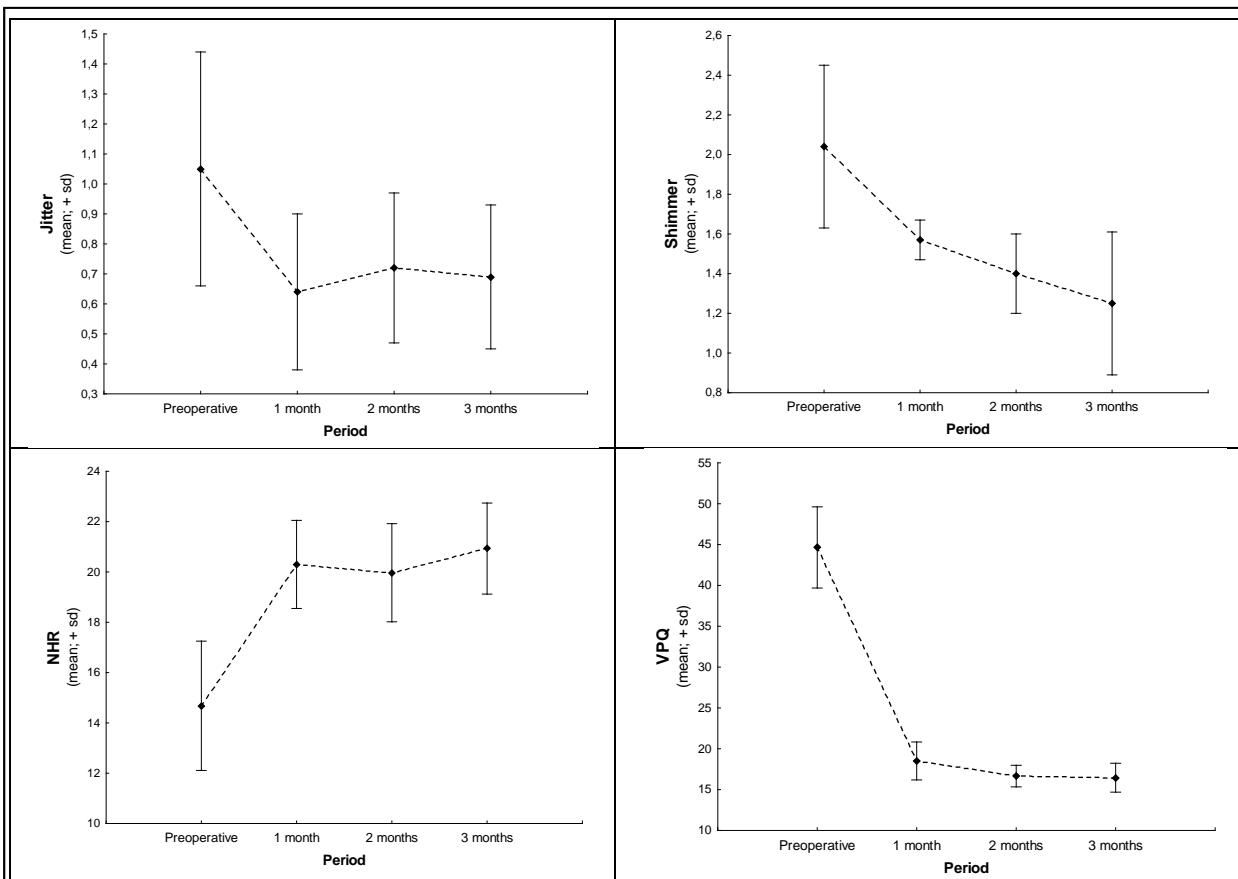 Jitter
(mean; + sd)
1,5
1,4
1,3
1,2
1,1
1,0
0,9
0,8
0,7
0,6
0,5
0,4
0,3
Preoperative 1 month 2 months 3 months
Period
Shimmer
(mean; + sd)
2,6
2,4
2,2
2,0
1,8
1,6
1,4
1,2
1,0
0,8
Preoperative 1 month 2 months 3 months
Period
NHR
(mean; + sd)
24
22
20
18
16
14
12
10
Preoperative 1 month 2 months 3 months
Period
VPQ
(mean; + sd)
55
50
45
40
35
30
25
20
15
10
Preoperative 1 month 2 months 3 months
Period